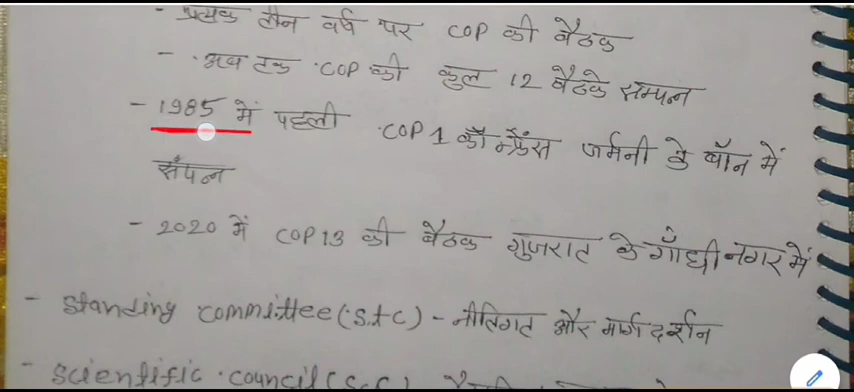 - प्रत्येक तीन वर्ष पर COP की बैठक
- अब तक COP की कुल 12 बैठके सम्पन्न
- 1985 में पहली COP 1 कॉन्फ्रेंस जर्मनी के बॉन में
संपन्न
- 2020 में COP 13 की बैठक गुजरात के गाँधीनगर में
- Standing committee (S.t.C) - नीतिगत और मार्ग दर्शन
- Scientific council (S.C)